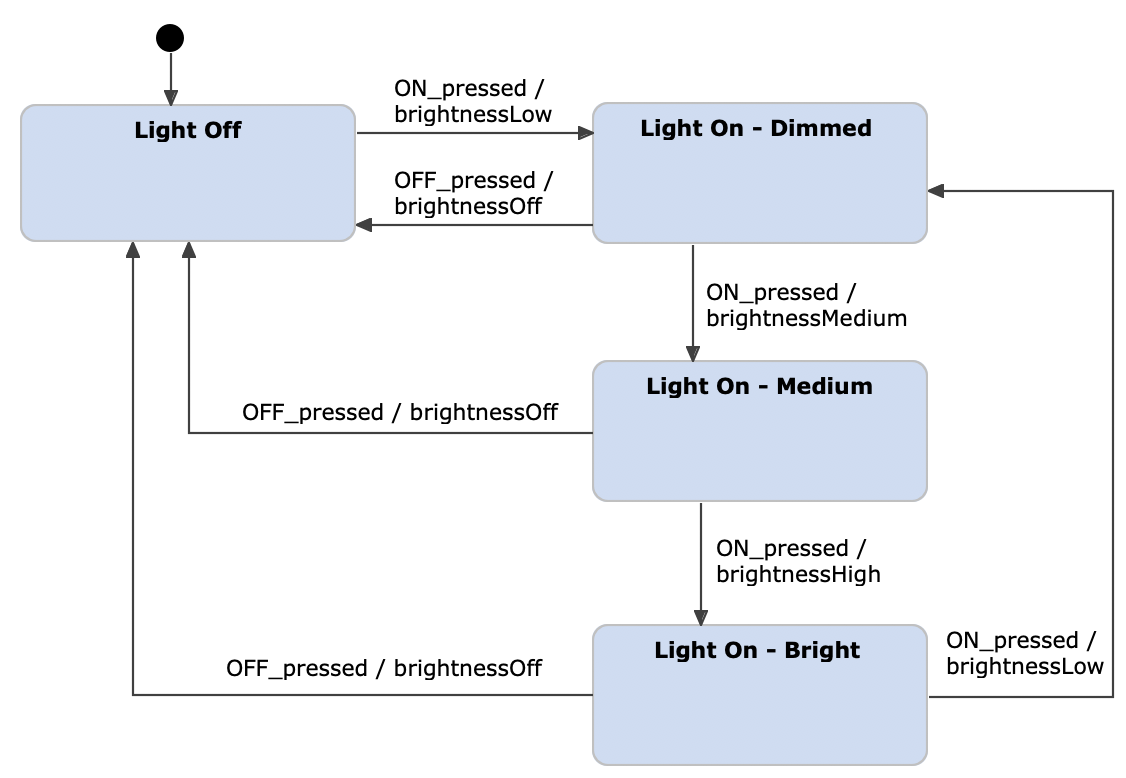 ON_pressed /
brightnessLow
Light Off
Light On - Dimmed
OFF_pressed /
brightnessOff
ON_pressed /
brightnessMedium
Light On - Medium
OFF_pressed / brightnessOff
ON_pressed /
brightnessHigh
Light On - Bright
OFF_pressed / brightnessOff
ON_pressed /
brightnessLow